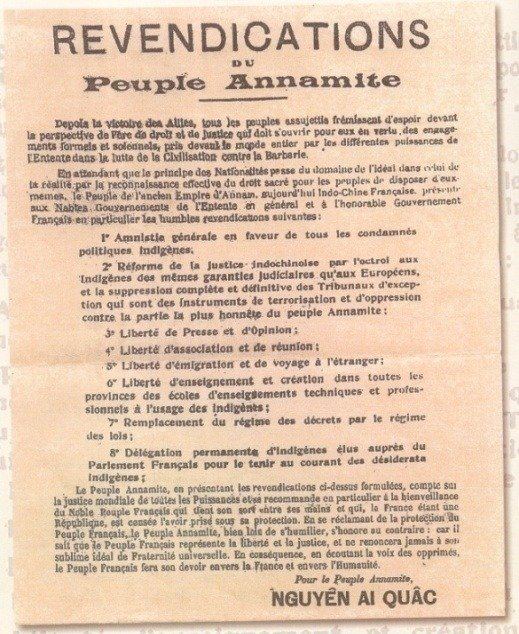 REVENDICATIONS
DU
Peuple Annamite
Depuis la victoire des Alliés, tous les peuples assujettis frémissent d'espoir devant
la perspective de l'ère de droit et de justice qui doit s'ouvrir pour eux en vertu des engage-
ments formels et solennels, pris devant le monde entier par les différentes puissances de
l'Entente dans la lutte de la Civilisation contre la Barbarie.
En attendant que le principe des Nationalités passe du domaine de l'idéal dans celui de
la réalité par la reconnaissance effective du droit sacré pour les peuples de disposer d'eux-
mêmes, le Peuple de l'ancien Empire d'Annam, aujourd'hui Indo-Chine Française, présente
aux Nobles Gouvernements de l'Entente en général et à l'honorable Gouvernement
Français en particulier les humbles revendications suivantes :
1° Amnistie générale en faveur de tous les condamnés
politiques indigènes.
2° Réforme de la justice indochinoise par l'octroi aux
Indigènes des mêmes garanties judiciaires qu'aux Européens,
et la suppression complète et définitive des Tribunaux d'excep-
tion qui sont des instruments de terrorisation et d'oppression
contre la partie la plus honnête du peuple Annamite ;
3° Liberté de Presse et d'Opinion ;
4° Liberté d'association et de réunion ;
5° Liberté d'émigration et de voyage à l'étranger ;
6° Liberté d'enseignement et création dans toutes les
provinces des écoles d'enseignements techniques et profes-
sionnels à l'usage des indigènes ;
7° Remplacement du régime des décrets par le régime
des lois ;
8° Délégation permanente d'indigènes élus auprès du
Parlement Français pour le tenir au courant des désidérata
indigènes ;
Le Peuple Annamite, en présentant les revendications ci-dessus formulées, compte sur
la justice mondiale de toutes les Puissances et se recommande en particulier à la bienveillance
du Noble Peuple Français qui tient son sort entre ses mains et qui, la France étant une
République, est censé l'avoir prise sous sa protection. En se réclamant de la protection du
Peuple Français, le Peuple Annamite, bien loin de s'humilier, s'honore au contraire : car il
sait que le Peuple Français représente la liberté et la justice, et ne renoncera jamais à son
sublime idéal de Fraternité universelle. En conséquence, en écoutant la voix des opprimés,
le Peuple Français fera son devoir envers la France et envers l'Humanité.
Pour le Peuple Annamite,
NGUYÊN AI QUÂC